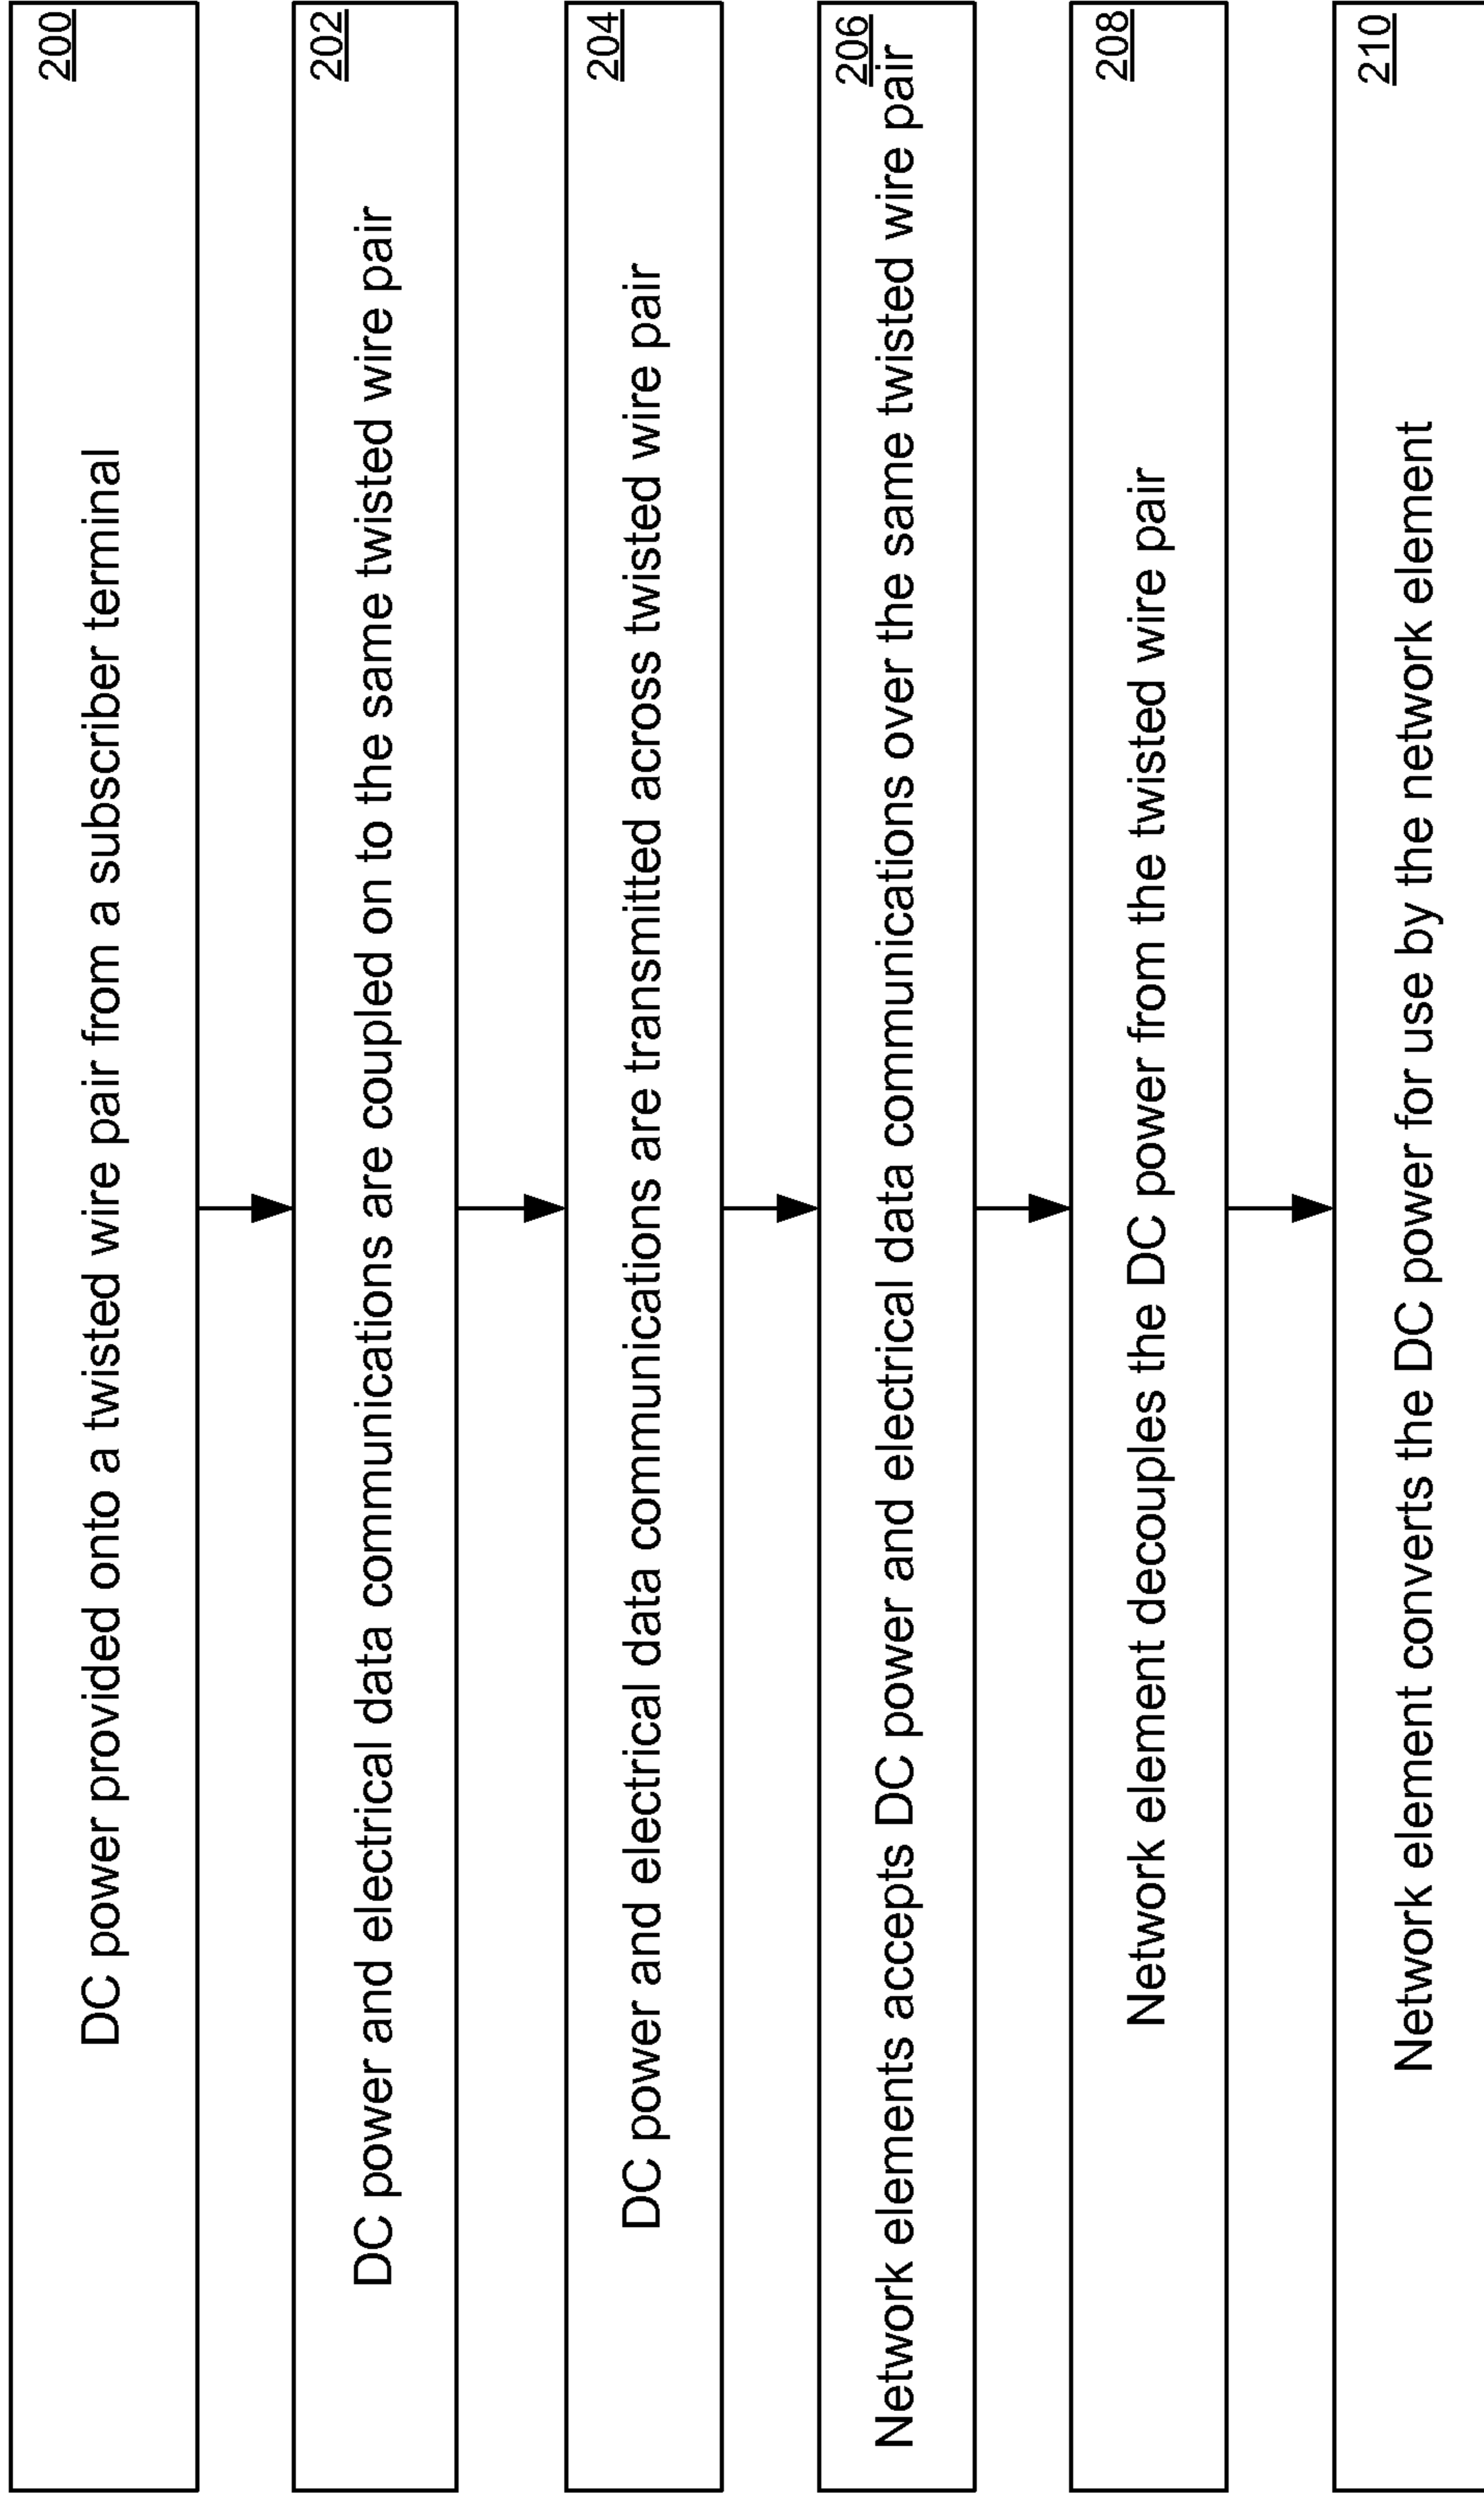 200
DC power provided onto a twisted wire pair from a subscriber terminal
202
DC power and electrical data communications are coupled on to the same twisted wire pair
204
DC power and electrical data communications are transmitted across twisted wire pair
206
Network elements accepts DC power and electrical data communications over the same twisted wire pair
208
Network element decouples the DC power from the twisted wire pair
210
Network element converts the DC power for use by the network element